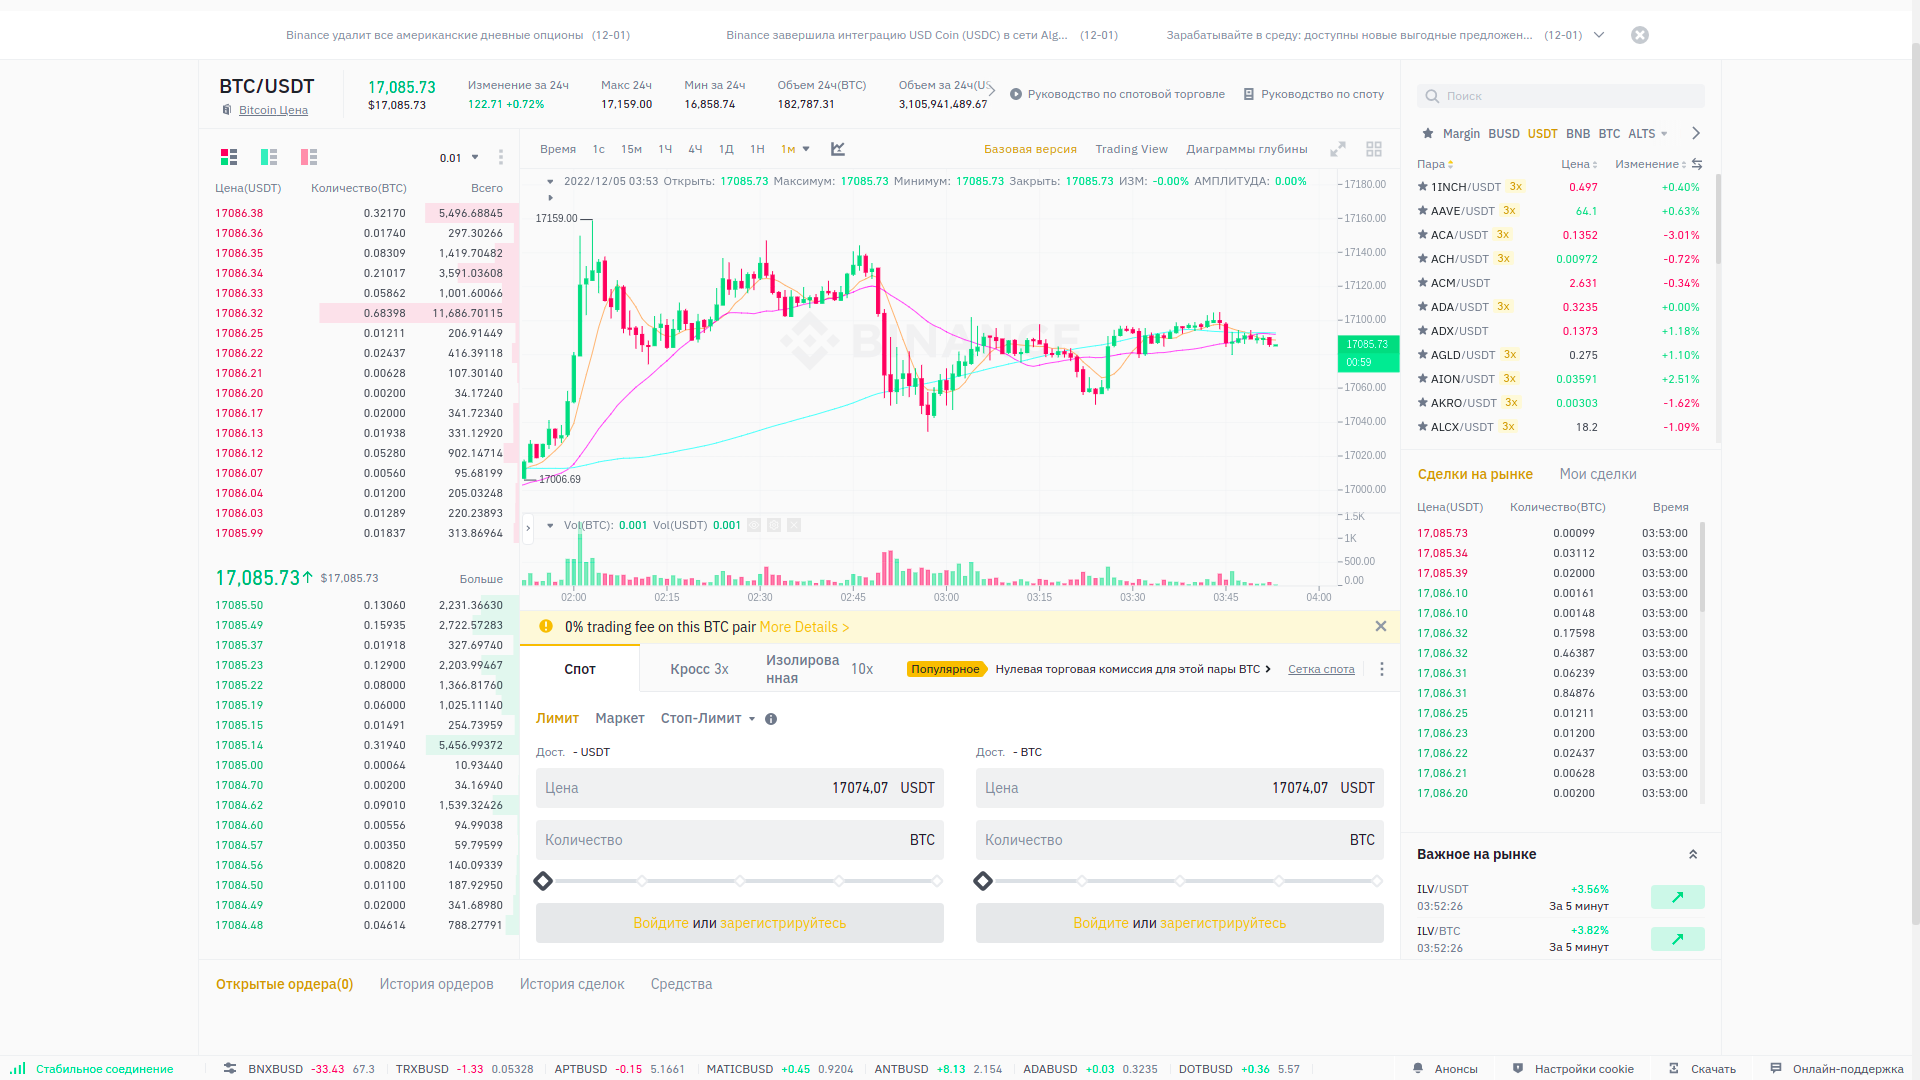 Binance удалит все американские дневные опционы (12-01)
Binance завершила интеграцию USD Coin (USDC) в сети Alg... (12-01)
Зарабатывайте в среду: доступны новые выгодные предложен... (12-01)
BTC/USDT
Bitcoin Цена
17,085.73
$17,085.73
Изменение за 24ч
122.71 +0.72%
Макс 24ч
17,159.00
Мин за 24ч
16,858.74
Объем 24ч(BTC)
182,787.31
Объем за 24ч(US
3,105,941,489.67
Руководство по спотовой торговле
Руководство по споту
0.01
Цена(USDT) Количество(BTC) Всего
17086.38 0.32170 5,496.68845
17086.36 0.01740 297.30266
17086.35 0.08309 1,419.70482
17086.34 0.21017 3,591.03608
17086.33 0.05862 1,001.60066
17086.32 0.68398 11,686.70115
17086.25 0.01211 206.91449
17086.22 0.02437 416.39118
17086.21 0.00628 107.30140
17086.20 0.00200 34.17240
17086.17 0.02000 341.72340
17086.13 0.01938 331.12920
17086.12 0.05280 902.14714
17086.07 0.00560 95.68199
17086.04 0.01200 205.03248
17086.03 0.01289 220.23893
17085.99 0.01837 313.86964
17,085.73 $17,085.73 Больше
17085.50 0.13060 2,231.36630
17085.49 0.15935 2,722.57283
17085.37 0.01918 327.69740
17085.23 0.12900 2,203.99467
17085.22 0.08000 1,366.81760
17085.19 0.06000 1,025.11140
17085.15 0.01491 254.73959
17085.14 0.31940 5,456.99372
17085.00 0.00064 10.93440
17084.70 0.00200 34.16940
17084.62 0.09010 1,539.32426
17084.60 0.00556 94.99038
17084.57 0.00350 59.79599
17084.56 0.00820 140.09339
17084.50 0.01100 187.92950
17084.49 0.02000 341.68980
17084.48 0.04614 788.27791
Время 1с 15м 1Ч 4Ч 1Д 1Н 1м
Базовая версия Trading View Диаграммы глубины
2022/12/05 03:53 Открыть: 17085.73 Максимум: 17085.73 Минимум: 17085.73 Закрыть: 17085.73 ИЗМ: -0.00% АМПЛИТУДА: 0.00%
17159.00
17006.69
BINANCE
17180.00
17160.00
17140.00
17120.00
17100.00
17085.73
00:59
17060.00
17040.00
17020.00
17000.00
Vol(BTC): 0.001 Vol(USDT) 0.001
1.5K
1K
500.00
0.00
02:00 02:15 02:30 02:45 03:00 03:15 03:30 03:45 04:00
0% trading fee on this BTC pair More Details >
Спот
Кросс 3x
Изолирова
нная
10x
Популярное Нулевая торговая комиссия для этой пары BTC
Сетка спота
Лимит Маркет Стоп-Лимит
Дост. - USDT
Цена 17074,07 USDT
Количество BTC
Войдите или зарегистрируйтесь
Дост. - BTC
Цена 17074,07 USDT
Количество BTC
Войдите или зарегистрируйтесь
Поиск
Margin BUSD USDT BNB BTC ALTS
Пара Цена Изменение
1INCH/USDT 3x 0.497 +0.40%
AAVE/USDT 3x 64.1 +0.63%
ACA/USDT 3x 0.1352 -3.01%
ACH/USDT 3x 0.00972 -0.72%
ACM/USDT 2.631 -0.34%
ADA/USDT 3x 0.3235 +0.00%
ADX/USDT 0.1373 +1.18%
AGLD/USDT 3x 0.275 +1.10%
AION/USDT 3x 0.03591 +2.51%
AKRO/USDT 3x 0.00303 -1.62%
ALCX/USDT 3x 18.2 -1.09%
Сделки на рынке Мои сделки
Цена(USDT) Количество(BTC) Время
17,085.73 0.00099 03:53:00
17,085.34 0.03112 03:53:00
17,085.39 0.02000 03:53:00
17,086.10 0.00161 03:53:00
17,086.10 0.00148 03:53:00
17,086.32 0.17598 03:53:00
17,086.32 0.46387 03:53:00
17,086.31 0.06239 03:53:00
17,086.31 0.84876 03:53:00
17,086.25 0.01211 03:53:00
17,086.23 0.01200 03:53:00
17,086.22 0.02437 03:53:00
17,086.21 0.00628 03:53:00
17,086.20 0.00200 03:53:00
Важное на рынке
ILV/USDT +3.56%
03:52:26 За 5 минут
ILV/BTC +3.82%
03:52:26 За 5 минут
Открытые ордера(0) История ордеров История сделок Средства
Стабильное соединение
BNXBUSD -33.43 67.3 TRXBUSD -1.33 0.05328 APTBUSD -0.15 5.1661 MATICBUSD +0.45 0.9204 ANTBUSD +8.13 2.154 ADABUSD +0.03 0.3235 DOTBUSD +0.36 5.57
Анонсы Настройки cookie Скачать Онлайн-поддержка